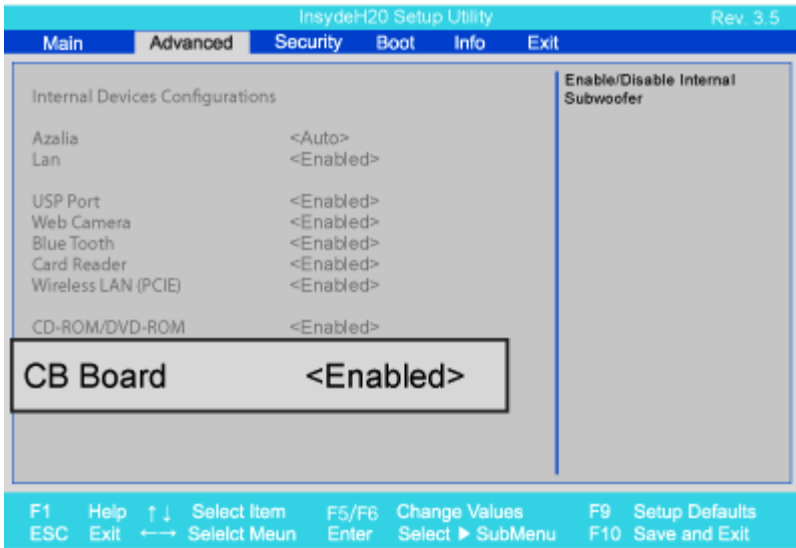 InsydeH20 Setup Utility Rev. 3.5
Main Advanced Security Boot Info Exit
Internal Devices Configurations
Enable/Disable Internal
Subwoofer
Azalia <Auto>
Lan <Enabled>
USP Port <Enabled>
Web Camera <Enabled>
Blue Tooth <Enabled>
Card Reader <Enabled>
Wireless LAN (PCIE) <Enabled>
CD-ROM/DVD-ROM <Enabled>
CB Board <Enabled>
F1 Help ↑↓ Select Item F5/F6 Change Values F9 Setup Defaults
ESC Exit ←→ Selelct Meun Enter Select ▶ SubMenu F10 Save and Exit